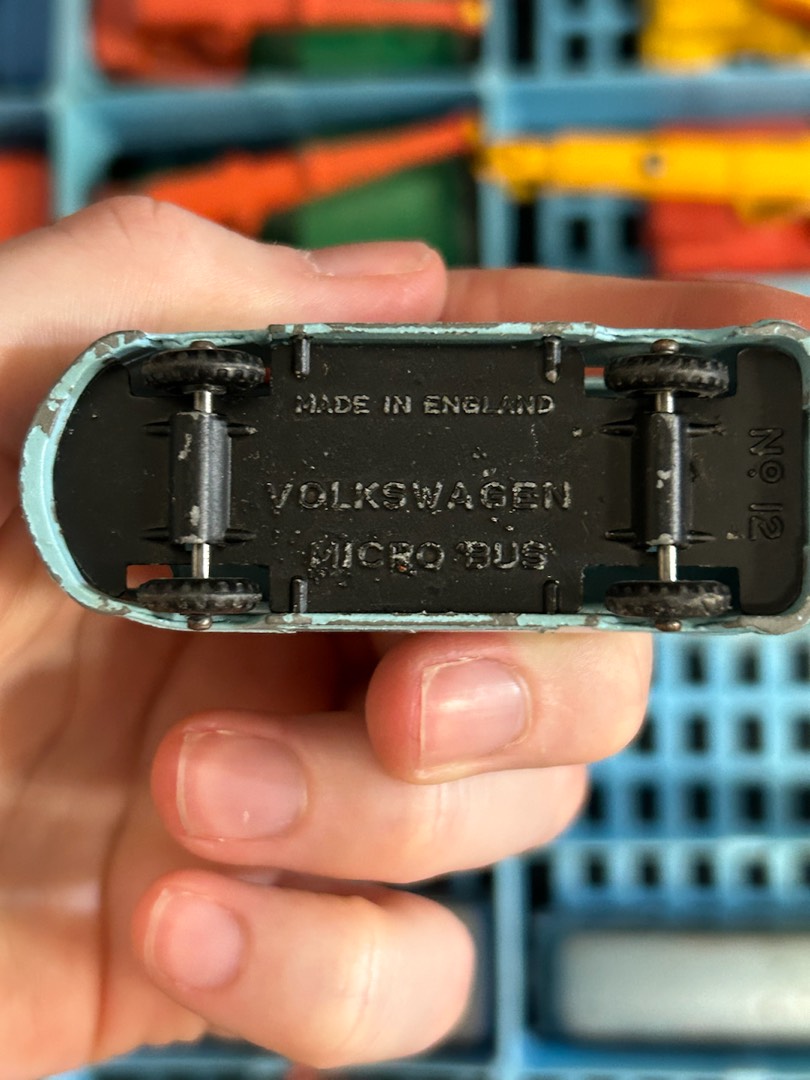 MADE IN ENGLAND
VOLKSWAGEN
MICRO BUS
No 12